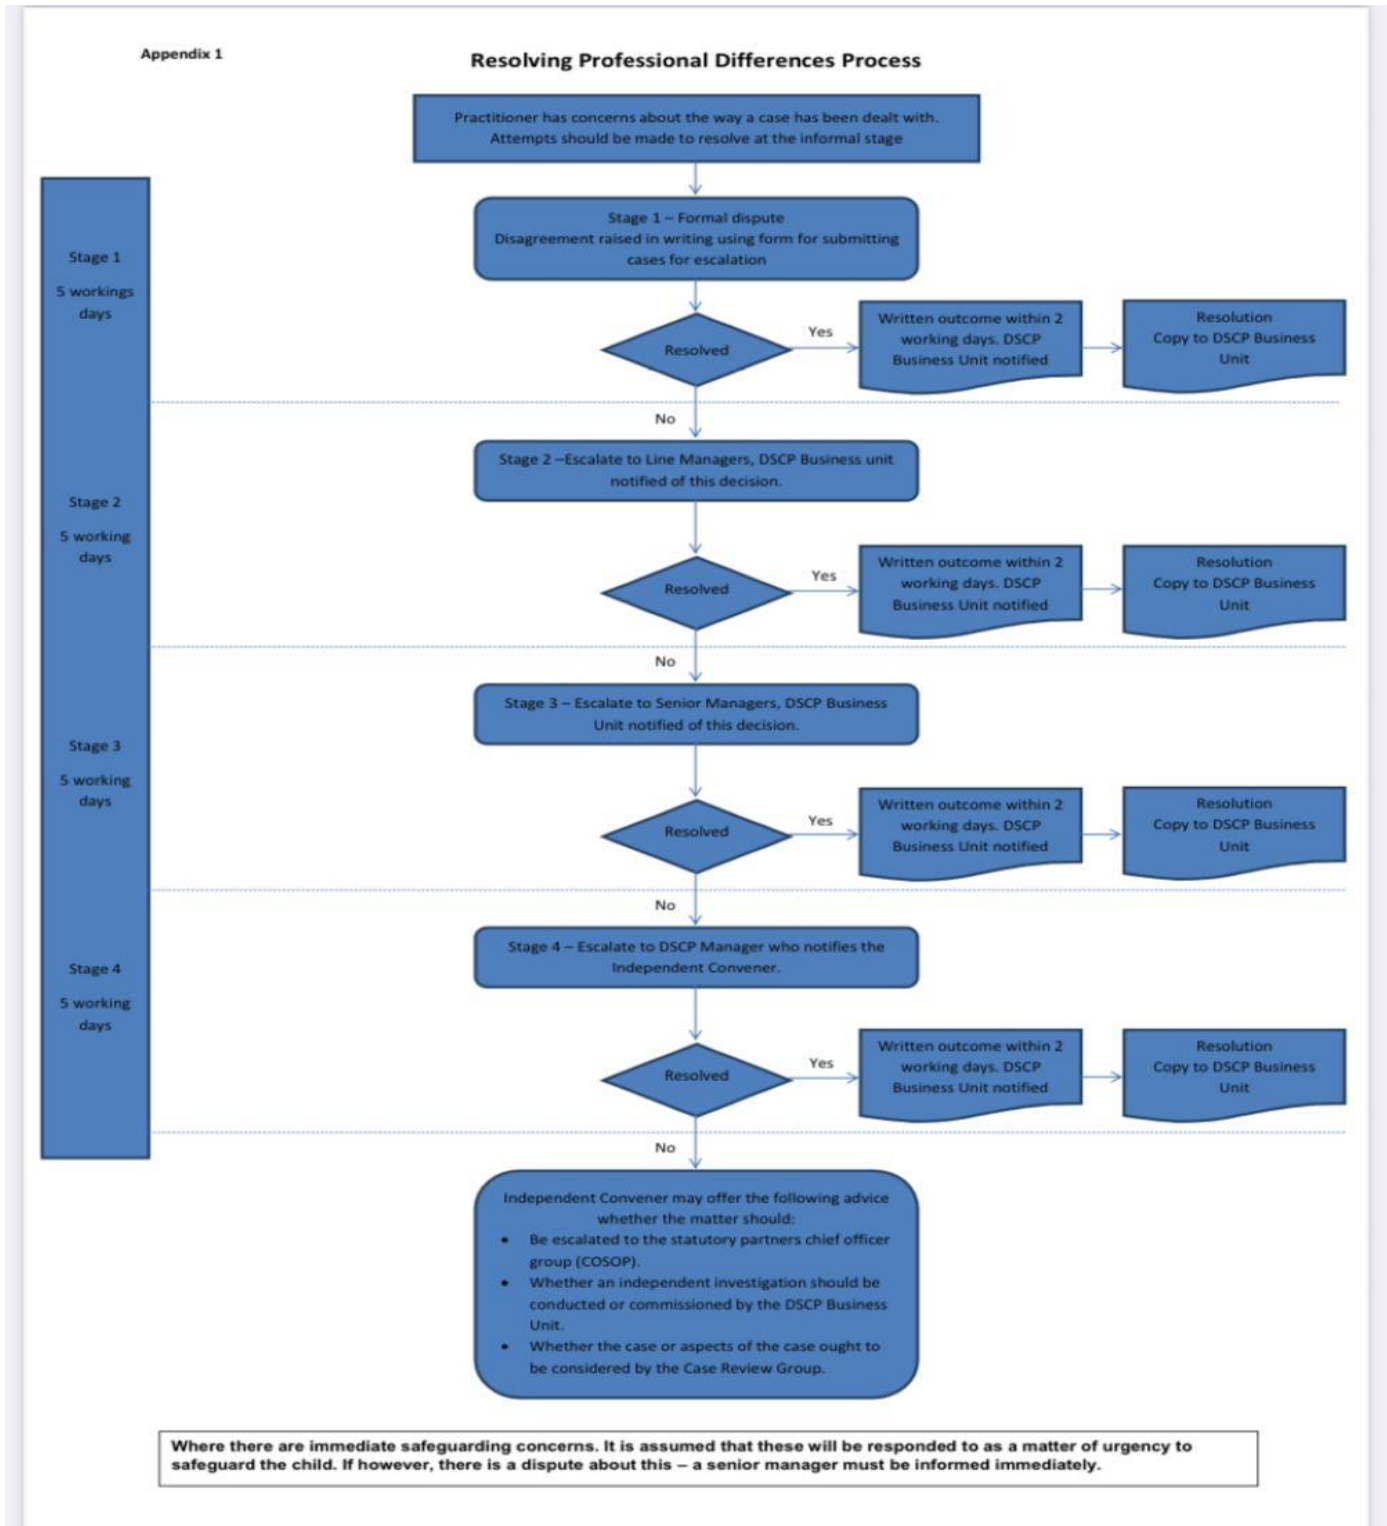 Appendix 1
Resolving Professional Differences Process
Practitioner has concerns about the way a case has been dealt with.
Attempts should be made to resolve at the informal stage
Stage 1
5 workings
days
Stage 1 – Formal dispute
Disagreement raised in writing using form for submitting
cases for escalation
Resolved
Yes
Written outcome within 2
working days. DSCP
Business Unit notified
Resolution
Copy to DSCP Business
Unit
No
Stage 2
5 working
days
Stage 2 –Escalate to Line Managers, DSCP Business unit
notified of this decision.
Resolved
Yes
Written outcome within 2
working days. DSCP
Business Unit notified
Resolution
Copy to DSCP Business
Unit
No
Stage 3
5 working
days
Stage 3 – Escalate to Senior Managers, DSCP Business
Unit notified of this decision.
Resolved
Yes
Written outcome within 2
working days. DSCP
Business Unit notified
Resolution
Copy to DSCP Business
Unit
No
Stage 4
5 working
days
Stage 4 – Escalate to DSCP Manager who notifies the
Independent Convener.
Resolved
Yes
Written outcome within 2
working days. DSCP
Business Unit notified
Resolution
Copy to DSCP Business
Unit
No
Independent Convener may offer the following advice
whether the matter should:
• Be escalated to the statutory partners chief officer
group (COSOP).
• Whether an independent investigation should be
conducted or commissioned by the DSCP Business
Unit.
• Whether the case or aspects of the case ought to
be considered by the Case Review Group.
Where there are immediate safeguarding concerns. It is assumed that these will be responded to as a matter of urgency to
safeguard the child. If however, there is a dispute about this – a senior manager must be informed immediately.